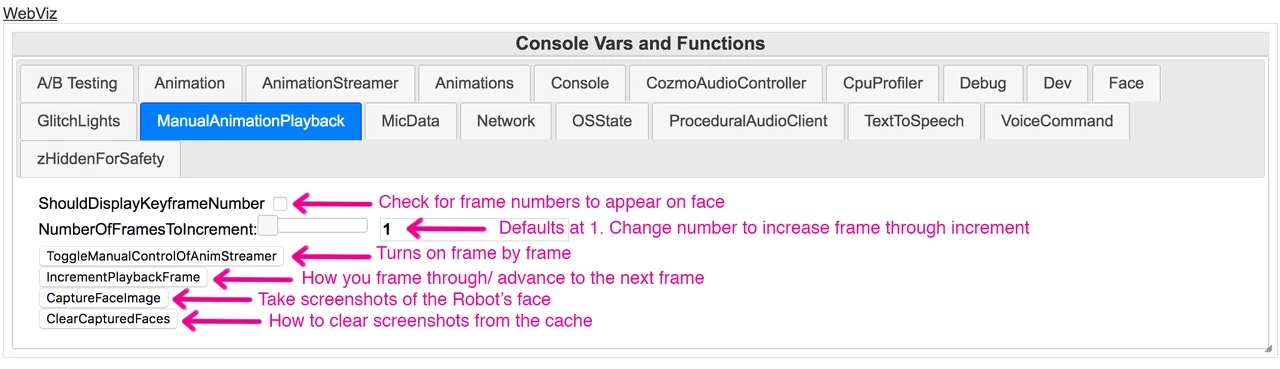 WebViz
Console Vars and Functions
A/B Testing Animation AnimationStreamer Animations Console CozmoAudioController CpuProfiler Debug Dev Face
GlitchLights ManualAnimationPlayback MicData Network OSState ProceduralAudioClient TextToSpeech VoiceCommand
zHiddenForSafety
ShouldDisplayKeyframeNumber Check for frame numbers to appear on face
NumberOfFramesToIncrement: 1 Defaults at 1. Change number to increase frame through increment
ToggleManualControlOfAnimStreamer Turns on frame by frame
IncrementPlaybackFrame How you frame through/ advance to the next frame
CaptureFaceImage Take screenshots of the Robot’s face
ClearCapturedFaces How to clear screenshots from the cache